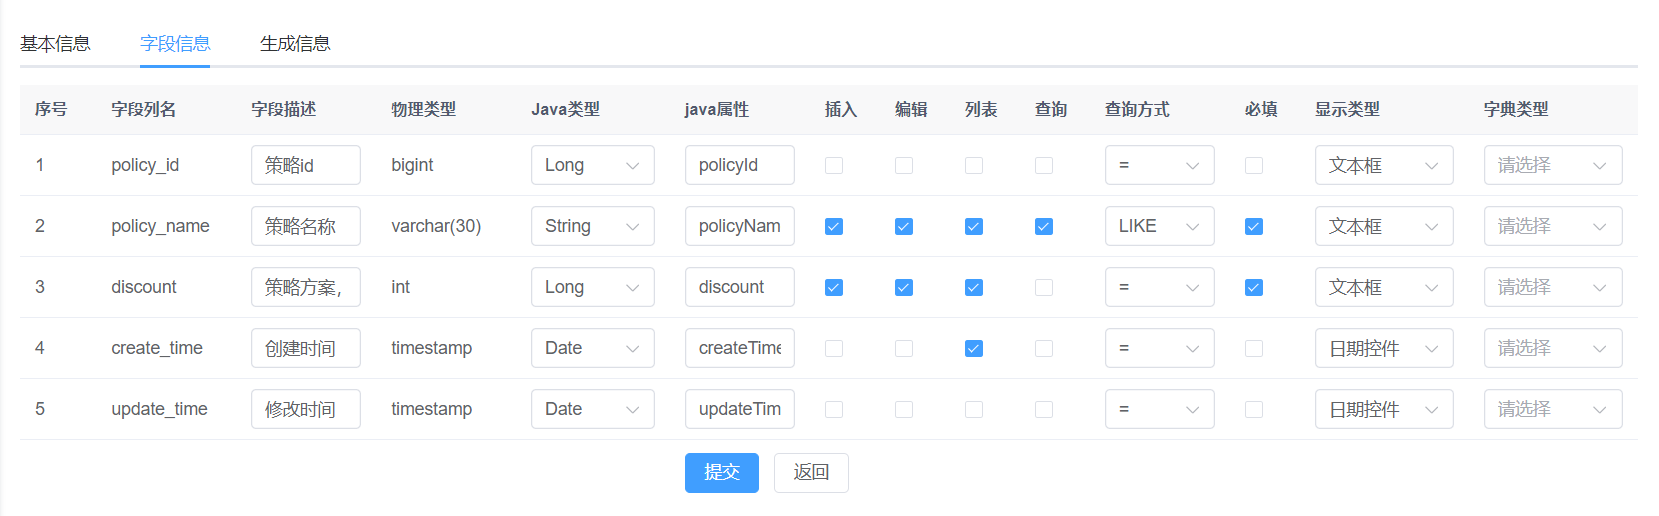 基本信息 字段信息 生成信息
序号 字段列名 字段描述 物理类型 Java类型 java属性 插入 编辑 列表 查询 查询方式 必填 显示类型 字典类型
1 policy_id 策略id bigint Long policyId = 文本框 请选择
2 policy_name 策略名称 varchar(30) String policyNam LIKE 文本框 请选择
3 discount 策略方案, int Long discount = 文本框 请选择
4 create_time 创建时间 timestamp Date createTime = 日期控件 请选择
5 update_time 修改时间 timestamp Date updateTim = 日期控件 请选择
提交 返回